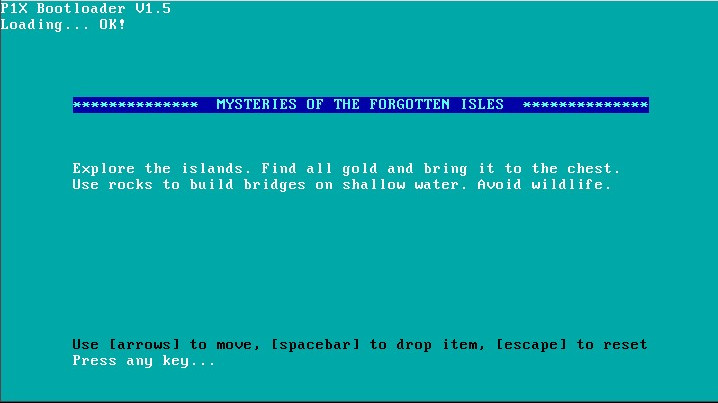 P1X Bootloader V1.5
Loading... OK!
************** MYSTERIES OF THE FORGOTTEN ISLES **************
Explore the islands. Find all gold and bring it to the chest.
Use rocks to build bridges on shallow water. Avoid wildlife.
Use [arrows] to move, [spacebar] to drop item, [escape] to reset
Press any key...